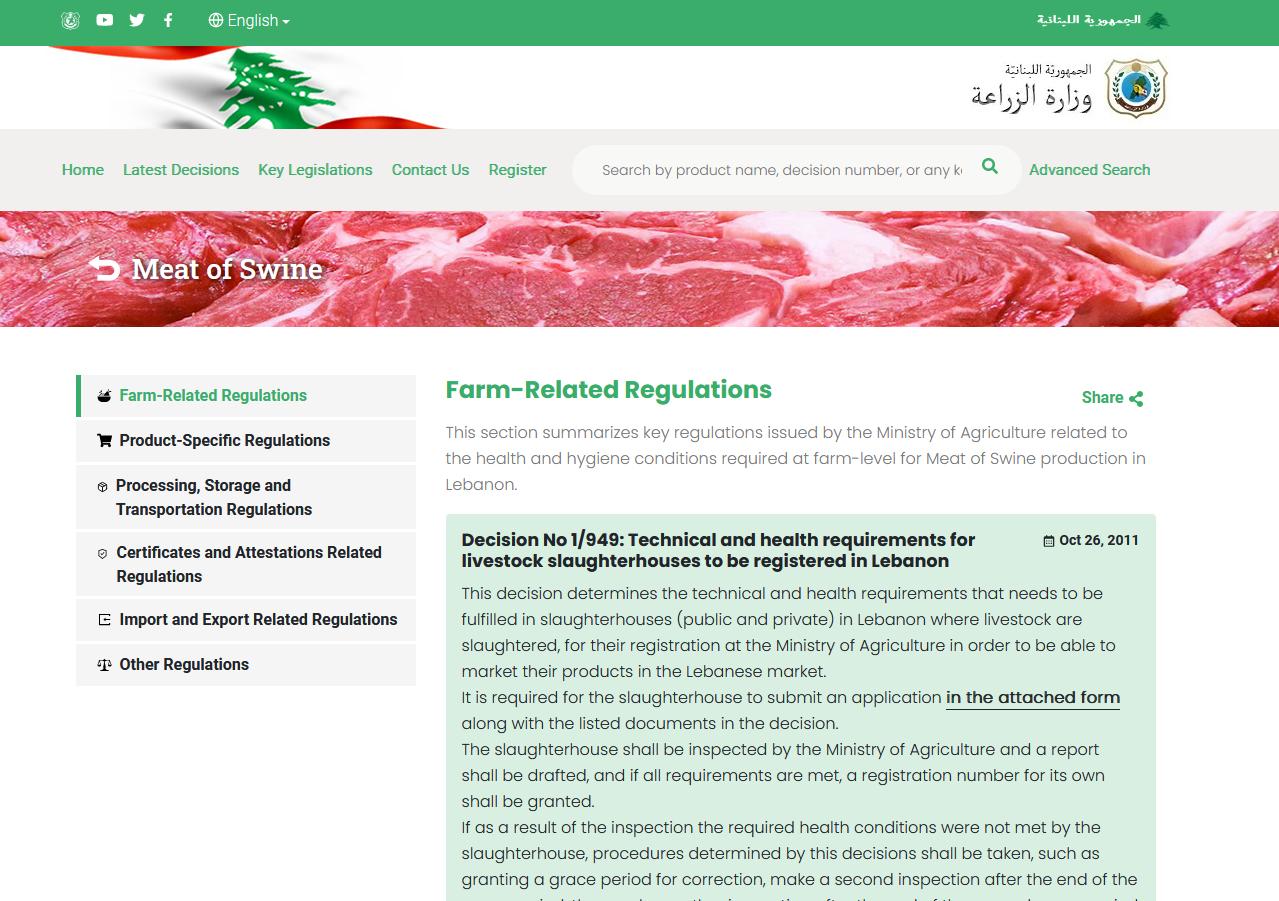 English
الجمهورية اللبنانية
الجمهوريّة اللبنانيّة
وزارة الزراعة
Home
Latest Decisions
Key Legislations
Contact Us
Register
Search by product name, decision number, or any k
Advanced Search
Meat of Swine
Farm-Related Regulations
Product-Specific Regulations
Processing, Storage and
Transportation Regulations
Certificates and Attestations Related
Regulations
Import and Export Related Regulations
Other Regulations
Farm-Related Regulations
Share
This section summarizes key regulations issued by the Ministry of Agriculture related to
the health and hygiene conditions required at farm-level for Meat of Swine production in
Lebanon.
Decision No 1/949: Technical and health requirements for
livestock slaughterhouses to be registered in Lebanon
Oct 26, 2011
This decision determines the technical and health requirements that needs to be
fulfilled in slaughterhouses (public and private) in Lebanon where livestock are
slaughtered, for their registration at the Ministry of Agriculture in order to be able to
market their products in the Lebanese market.
It is required for the slaughterhouse to submit an application in the attached form
along with the listed documents in the decision.
The slaughterhouse shall be inspected by the Ministry of Agriculture and a report
shall be drafted, and if all requirements are met, a registration number for its own
shall be granted.
If as a result of the inspection the required health conditions were not met by the
slaughterhouse, procedures determined by this decisions shall be taken, such as
granting a grace period for correction, make a second inspection after the end of the